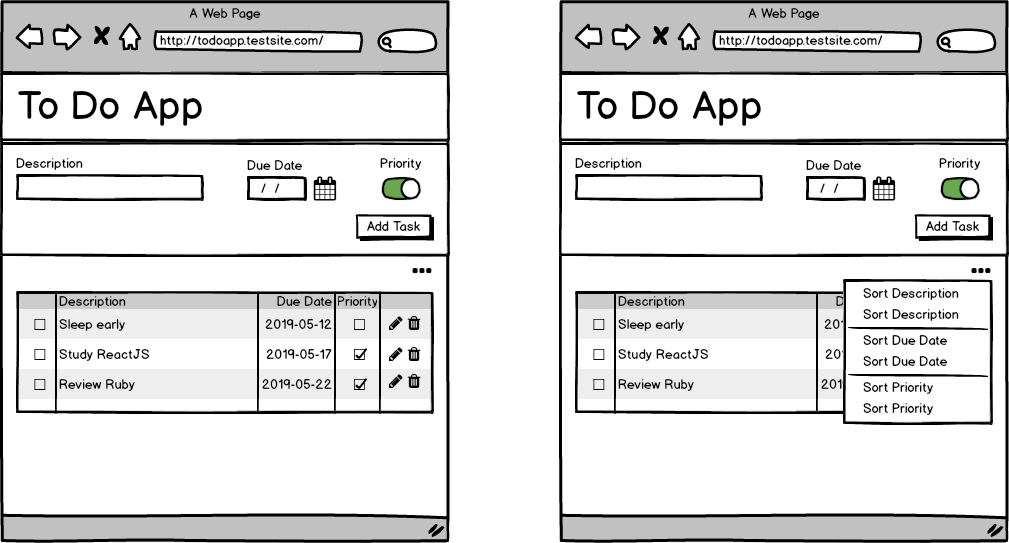 A Web Page
http://todoapp.testsite.com/
To Do App
Description Due Date Priority
/ /
Add Task
Description Due Date Priority
Sleep early 2019-05-12
Study ReactJS 2019-05-17
Review Ruby 2019-05-22
A Web Page
http://todoapp.testsite.com/
To Do App
Description Due Date Priority
/ /
Add Task
Description D
Sleep early 201
Study ReactJS 201
Review Ruby 201
Sort Description
Sort Description
Sort Due Date
Sort Due Date
Sort Priority
Sort Priority